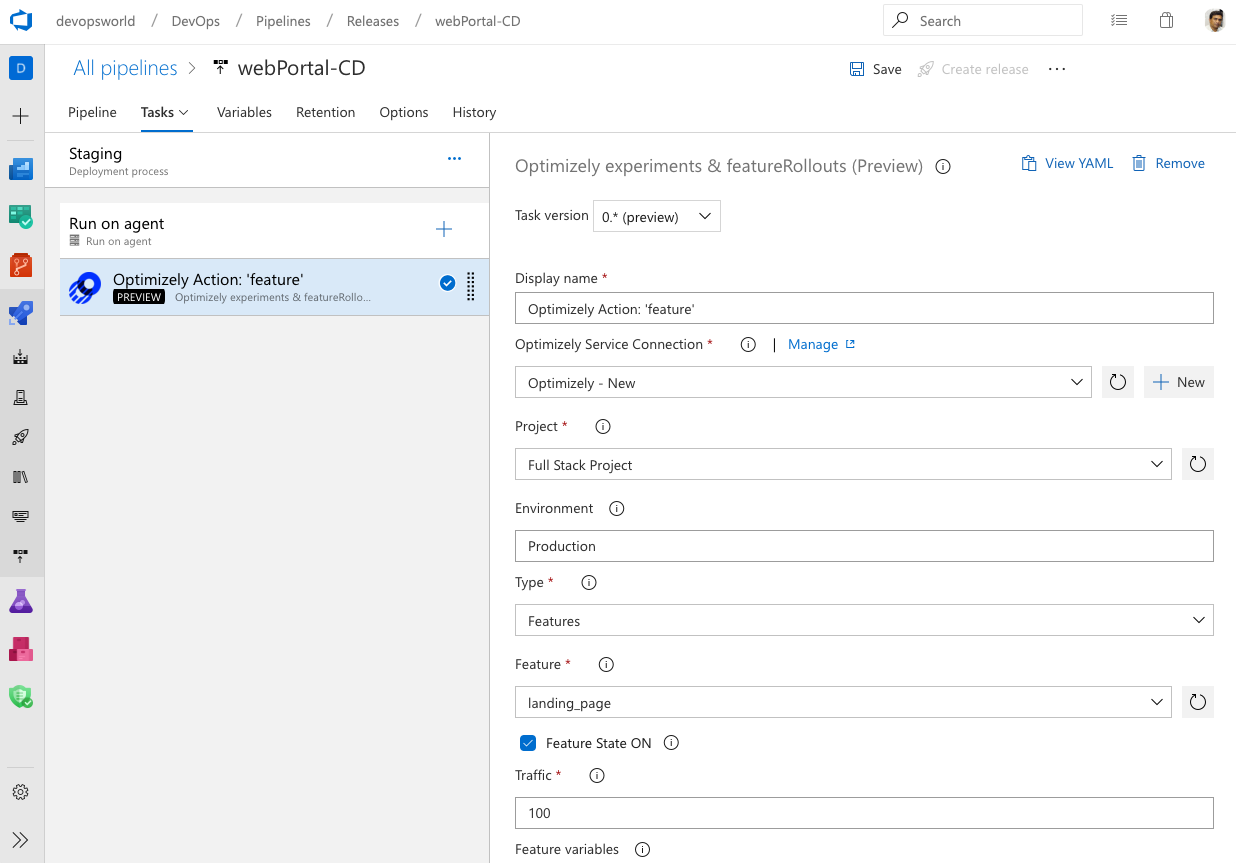 devopsworld / DevOps / Pipelines / Releases / webPortal-CD
Search
D
All pipelines > webPortal-CD
Save
Create release
...
Pipeline Tasks Variables Retention Options History
Staging
Deployment process
Run on agent
Run on agent
Optimizely Action: 'feature'
PREVIEW Optimizely experiments & featureRollo...
Optimizely experiments & featureRollouts (Preview)
View YAML
Remove
Task version 0.* (preview)
Display name *
Optimizely Action: 'feature'
Optimizely Service Connection * | Manage
Optimizely - New
New
Project *
Full Stack Project
Environment
Production
Type *
Features
Feature *
landing_page
Feature State ON
Traffic *
100
Feature variables